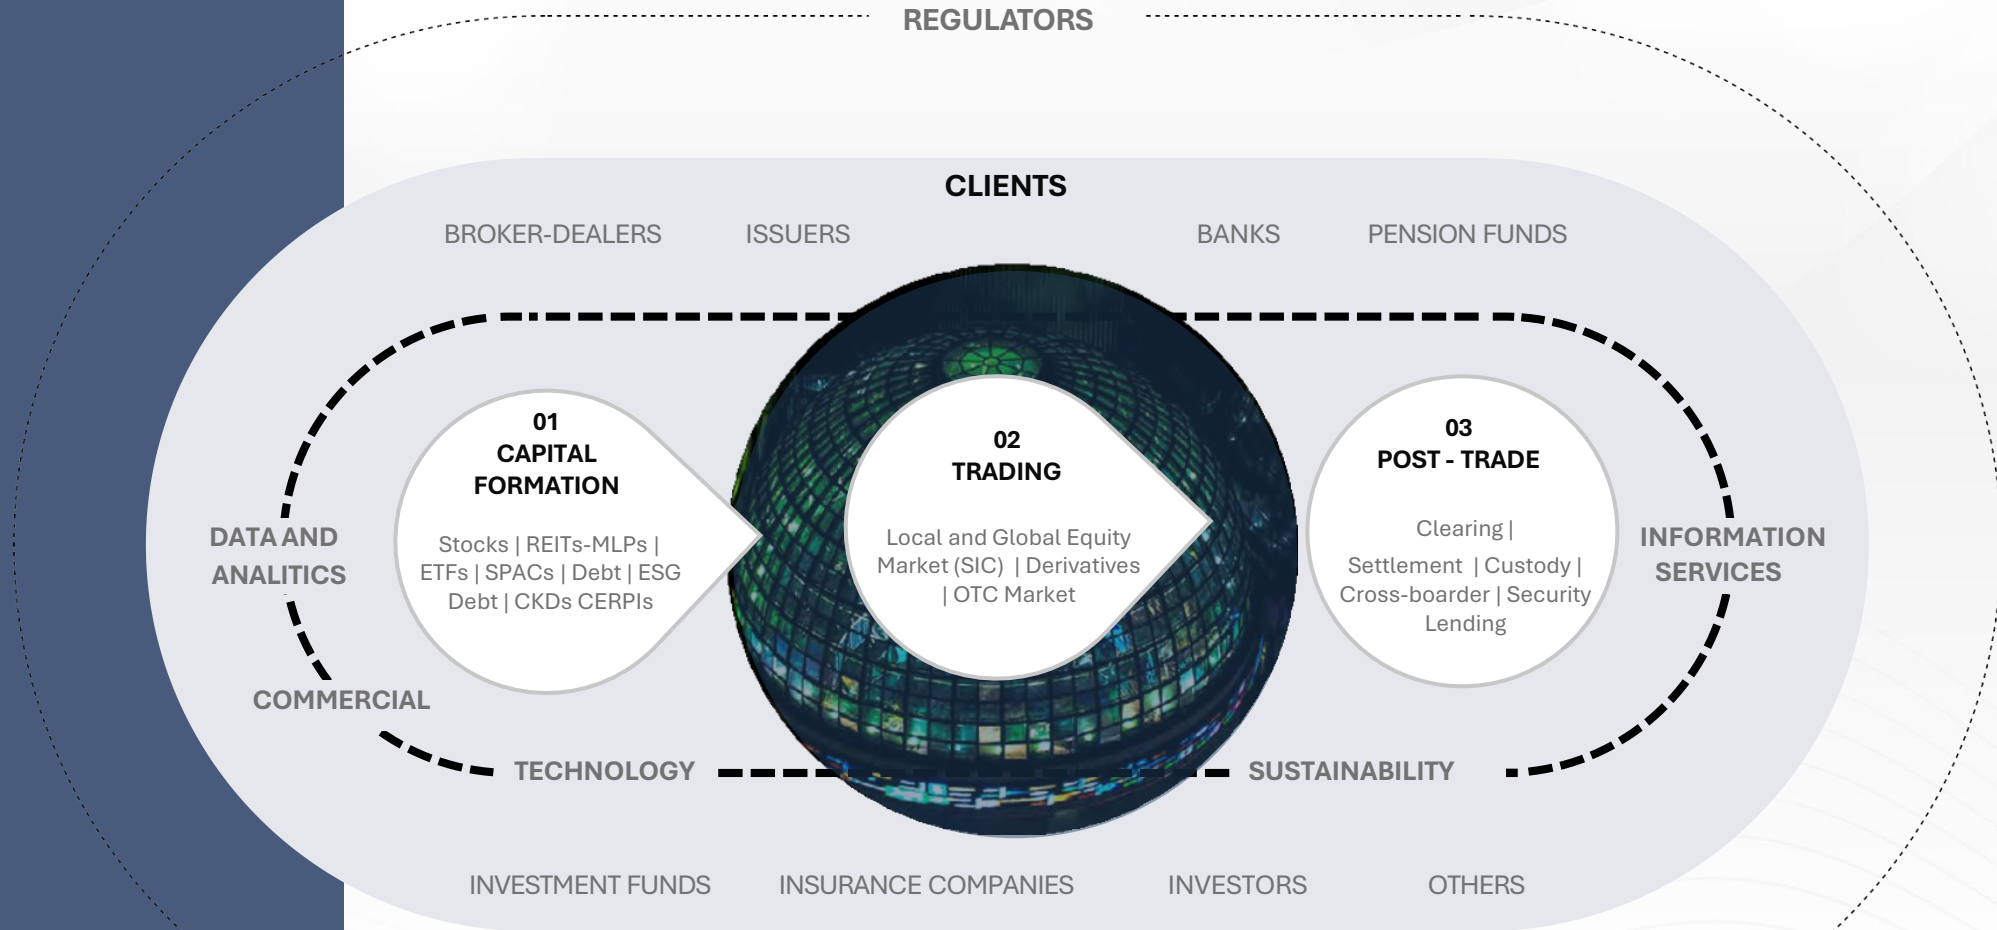 REGULATORS
CLIENTS
BROKER-DEALERS
ISSUERS
BANKS
PENSION FUNDS
01
CAPITAL
FORMATION
Stocks | REITs-MLPs |
ETFs | SPACs | Debt | ESG
Debt | CKDs CERPIs
02
TRADING
Local and Global Equity
Market (SIC) | Derivatives
| OTC Market
03
POST - TRADE
Clearing |
Settlement | Custody |
Cross-boarder | Security
Lending
DATA AND
ANALITICS
INFORMATION
SERVICES
COMMERCIAL
TECHNOLOGY
SUSTAINABILITY
INVESTMENT FUNDS
INSURANCE COMPANIES
INVESTORS
OTHERS